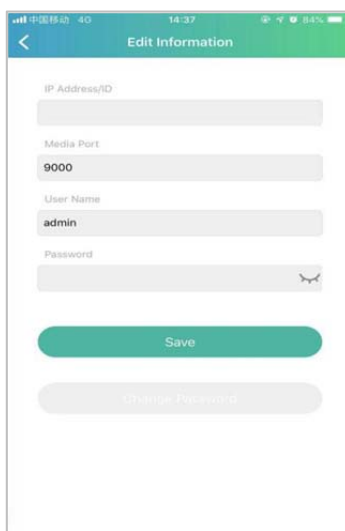 中国移动 4G 14:37 84%
Edit Information
IP Address/ID
Media Port
9000
User Name
admin
Password
Save
Change Password